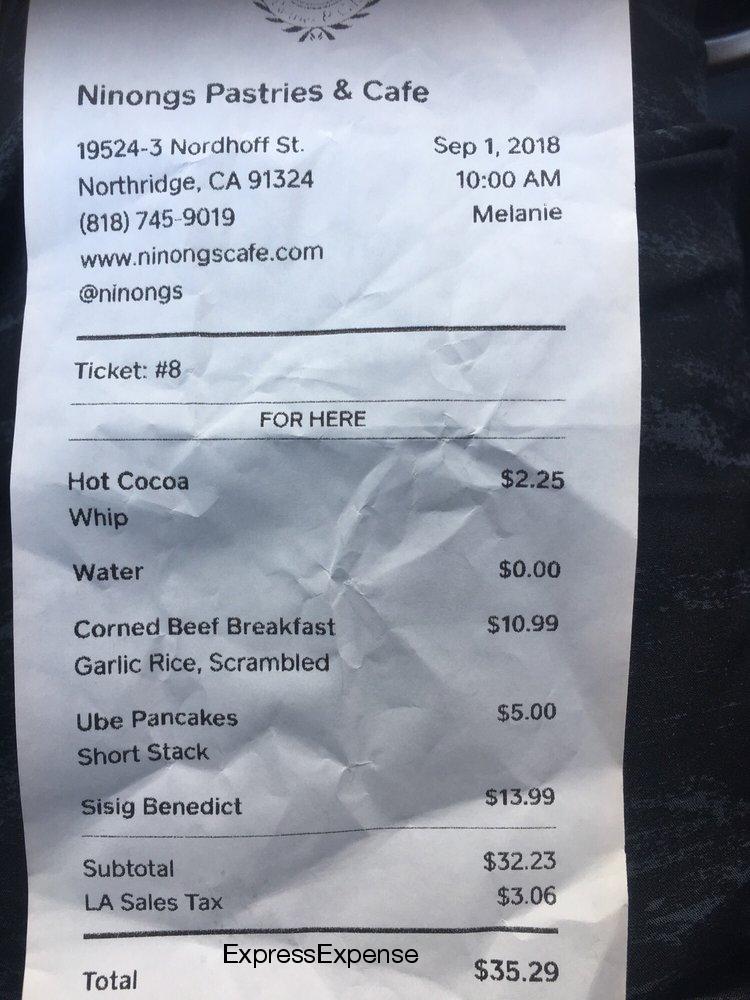 Ninongs Pastries & Cafe
19524-3 Nordhoff St. Sep 1, 2018
Northridge, CA 91324 10:00 AM
(818) 745-9019 Melanie
www.ninongscafe.com
@ninongs
Ticket: #8
FOR HERE
Hot Cocoa $2.25
Whip
Water $0.00
Corned Beef Breakfast $10.99
Garlic Rice, Scrambled
Ube Pancakes $5.00
Short Stack
Sisig Benedict $13.99
Subtotal $32.23
LA Sales Tax $3.06
ExpressExpense
Total $35.29